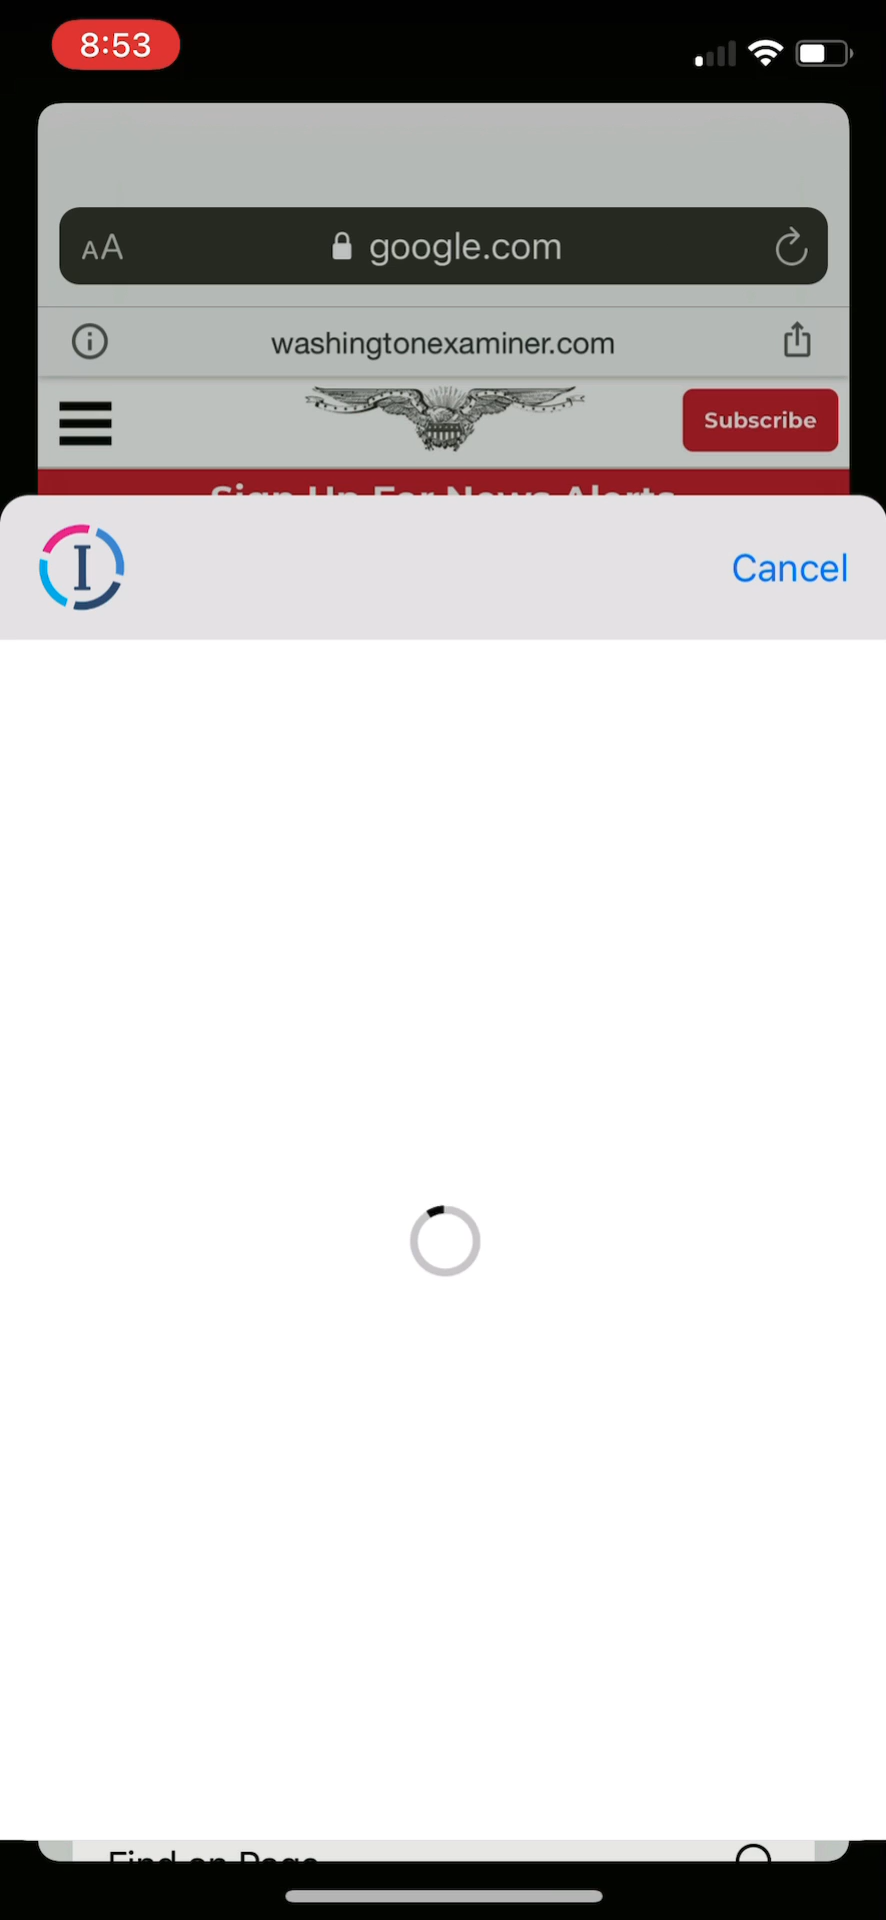 8:53
AA
google.com
washingtonexaminer.com
Subscribe
Sign Up For News Alerts
I
Cancel
Find on Page